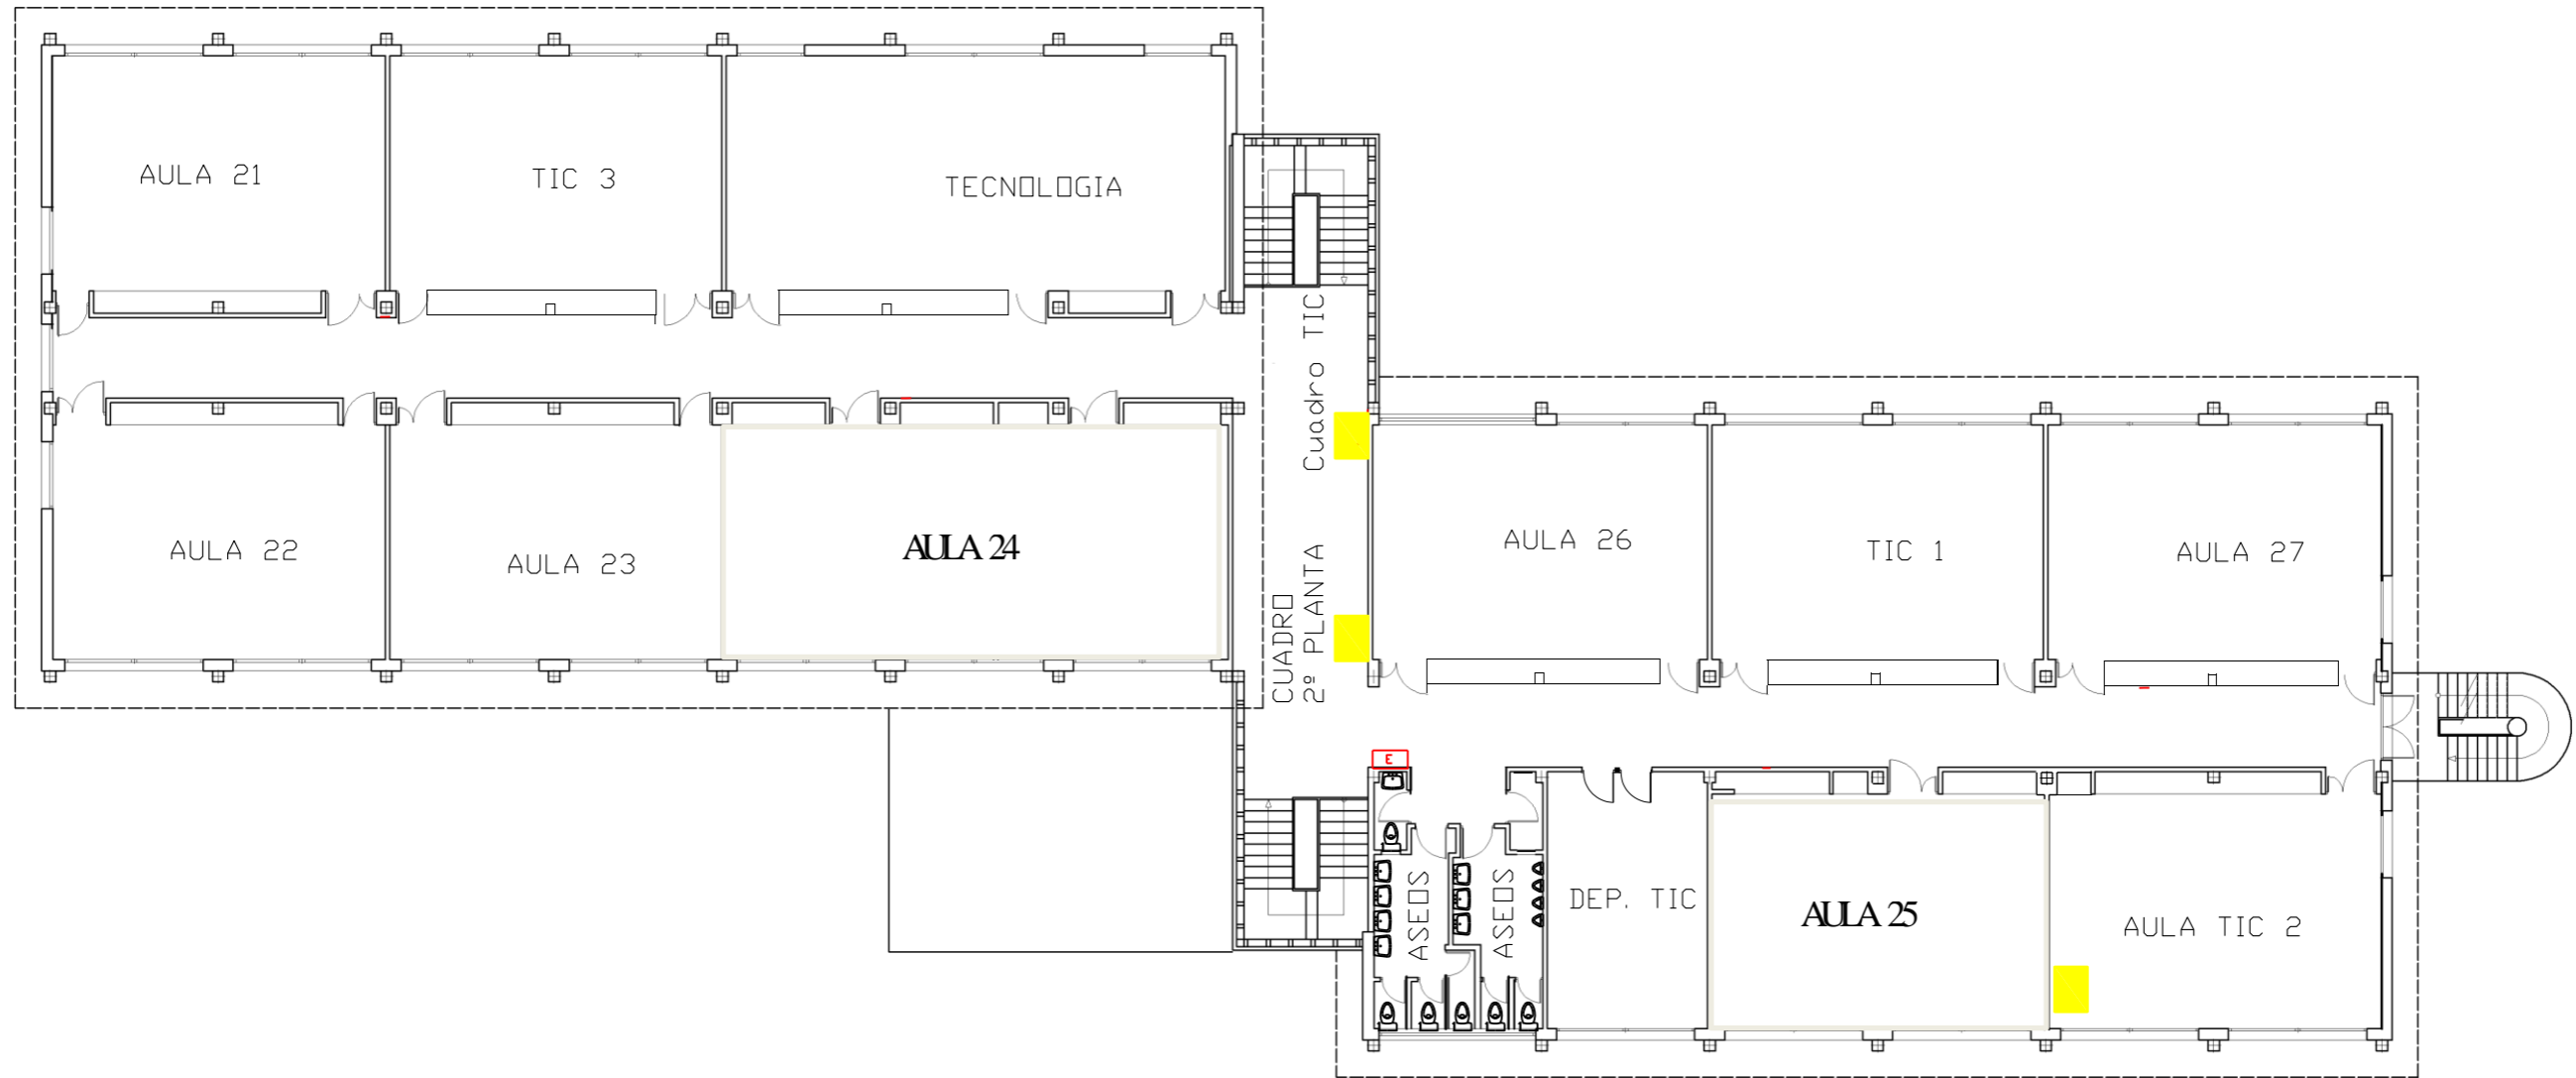 AULA 21
TIC 3
TECNOLOGIA
Cuadro TIC
AULA 22
AULA 23
AULA 24
CUADRO
2º PLANTA
AULA 26
TIC 1
AULA 27
E
ASEOS
ASEOS
DEP. TIC
AULA 25
AULA TIC 2